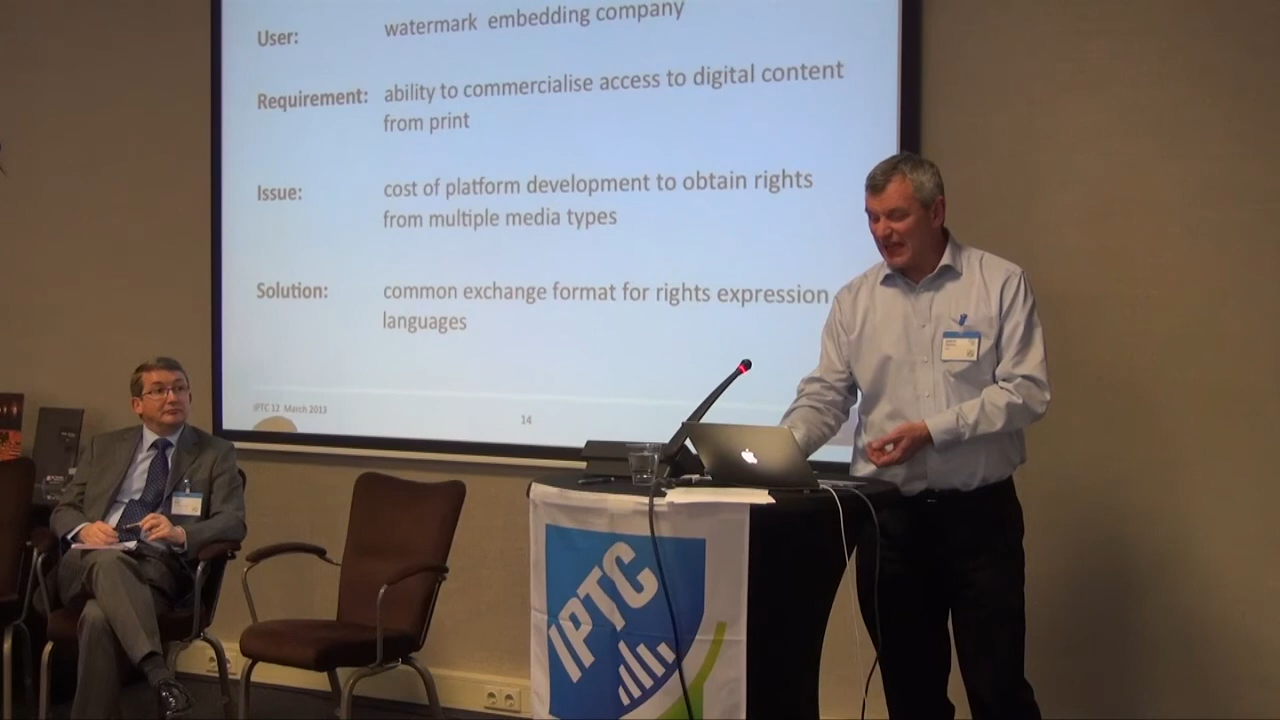 User: watermark embedding company
Requirement: ability to commercialise access to digital content
from print
Issue: cost of platform development to obtain rights
from multiple media types
Solution: common exchange format for rights expression
languages
IPTC 12 March 2013
14
IPTC